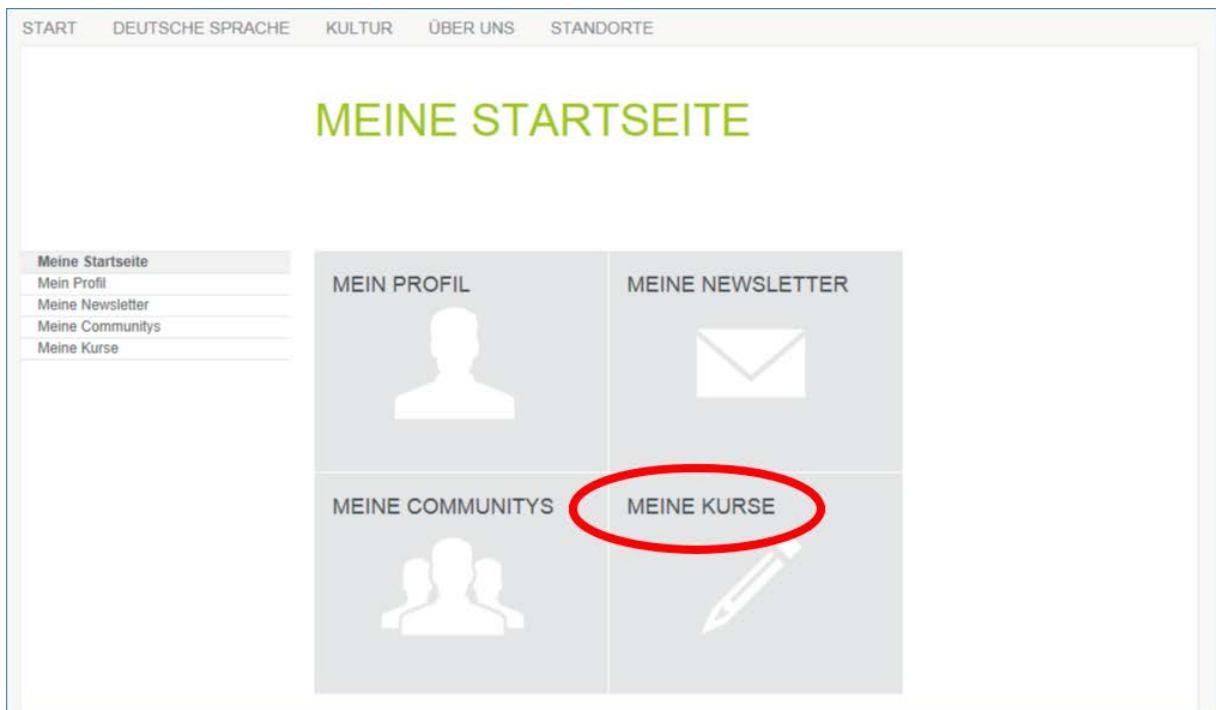 START DEUTSCHE SPRACHE KULTUR ÜBER UNS STANDORTE
MEINE STARTSEITE
Meine Startseite
Mein Profil
Meine Newsletter
Meine Communitys
Meine Kurse
MEIN PROFIL
MEINE NEWSLETTER
MEINE COMMUNITYS
MEINE KURSE